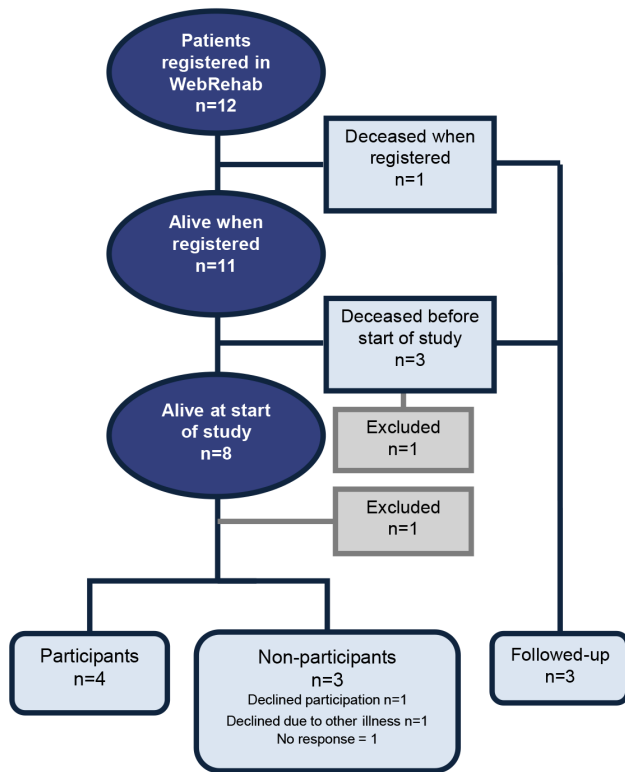 Patients
registered in
WebRehab
n=12
Deceased when
registered
n=1
Alive when
registered
n=11
Deceased before
start of study
n=3
Alive at start
of study
n=8
Excluded
n=1
Excluded
n=1
Participants
n=4
Non-participants
n=3
Declined participation n=1
Declined due to other illness n=1
No response = 1
Followed-up
n=3